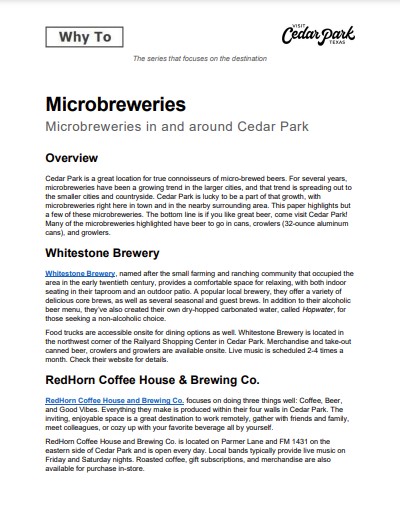 Why To
VISIT
Cedar Park
TEXAS
The series that focuses on the destination
Microbreweries
Microbreweries in and around Cedar Park
Overview
Cedar Park is a great location for true connoisseurs of micro-brewed beers. For several years,
microbreweries have been a growing trend in the larger cities, and that trend is spreading out to
the smaller cities and countryside. Cedar Park is lucky to be a part of that growth, with
microbreweries right here in town and in the nearby surrounding area. This paper highlights but
a few of these microbreweries. The bottom line is if you like great beer, come visit Cedar Park!
Many of the microbreweries highlighted have beer to go in cans, crowlers (32-ounce aluminum
cans), and growlers.
Whitestone Brewery
Whitestone Brewery, named after the small farming and ranching community that occupied the
area in the early twentieth century, provides a comfortable space for relaxing, with both indoor
seating in their taproom and an outdoor patio. A popular local brewery, they offer a variety of
delicious core brews, as well as several seasonal and guest brews. In addition to their alcoholic
beer menu, they've also created their own dry-hopped carbonated water, called Hopwater, for
those seeking a non-alcoholic choice.
Food trucks are accessible onsite for dining options as well. Whitestone Brewery is located in
the northwest corner of the Railyard Shopping Center in Cedar Park. Merchandise and take-out
canned beer, crowlers and growlers are available onsite. Live music is scheduled 2-4 times a
month. Check their website for details.
RedHorn Coffee House & Brewing Co.
RedHorn Coffee House and Brewing Co. focuses on doing three things well: Coffee, Beer,
and Good Vibes. Everything they make is produced within their four walls in Cedar Park. The
inviting, enjoyable space is a great destination to work remotely, gather with friends and family,
meet colleagues, or cozy up with your favorite beverage all by yourself.
RedHorn Coffee House and Brewing Co. is located on Parmer Lane and FM 1431 on the
eastern side of Cedar Park and is open every day. Local bands typically provide live music on
Friday and Saturday nights. Roasted coffee, gift subscriptions, and merchandise are also
available for purchase in-store.